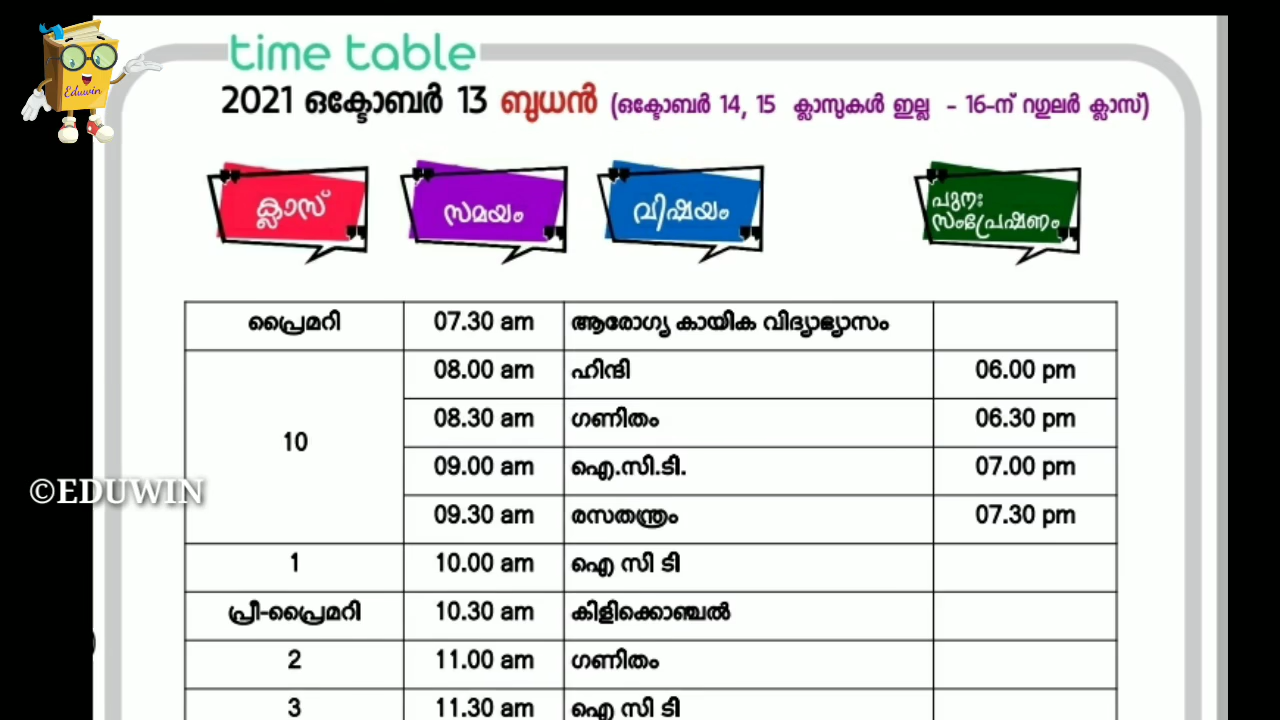 Eduwin
time table
2021 ഒക്ടോബർ 13 ബുധൻ (ഒക്ടോബർ 14, 15 ക്ലാസുകൾ ഇല്ല – 16-ന് റഗുലർ ക്ലാസ്)
ക്ലാസ് സമയം വിഷയം പുനഃ
സംപ്രേഷണം
പ്രൈമറി 07.30 am ആരോഗ്യ കായിക വിദ്യാഭ്യാസം
08.00 am ഹിന്ദി 06.00 pm
08.30 am ഗണിതം 06.30 pm
10
09.00 am ഐ.സി.ടി. 07.00 pm
©EDUWIN
09.30 am രസതന്ത്രം 07.30 pm
1 10.00 am ഐ സി ടി
പ്രീ-പ്രൈമറി 10.30 am കിളിക്കൊഞ്ചൽ
2 11.00 am ഗണിതം
3 11.30 am ഐ സി ടി